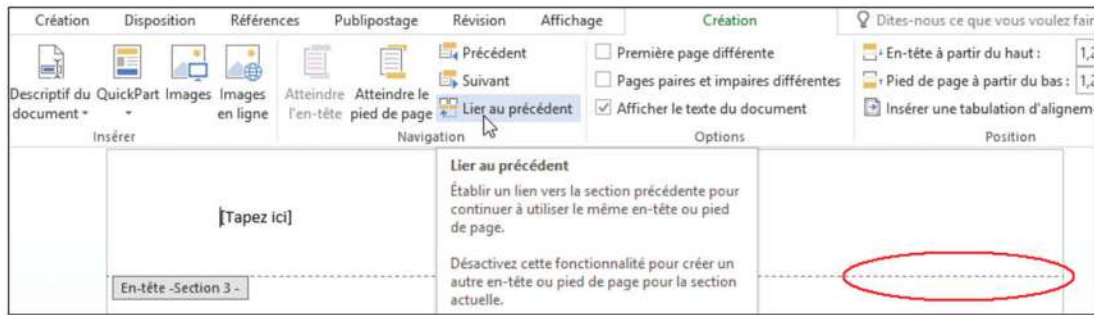 Création Disposition Références Publipostage Révision Affichage Création Dites-nous ce que vous voulez fair
Descriptif du document
QuickPart
Images
Images en ligne
Insérer
Atteindre l'en-tête
Atteindre le pied de page
Précédent
Suivant
Lier au précédent
Navigation
Première page différente
Pages paires et impaires différentes
Afficher le texte du document
Options
En-tête à partir du haut : 1,2
Pied de page à partir du bas : 1,2
Insérer une tabulation d'alignem
Position
[Tapez ici]
En-tête -Section 3 -
Lier au précédent
Établir un lien vers la section précédente pour
continuer à utiliser le même en-tête ou pied
de page.
Désactivez cette fonctionnalité pour créer un
autre en-tête ou pied de page pour la section
actuelle.